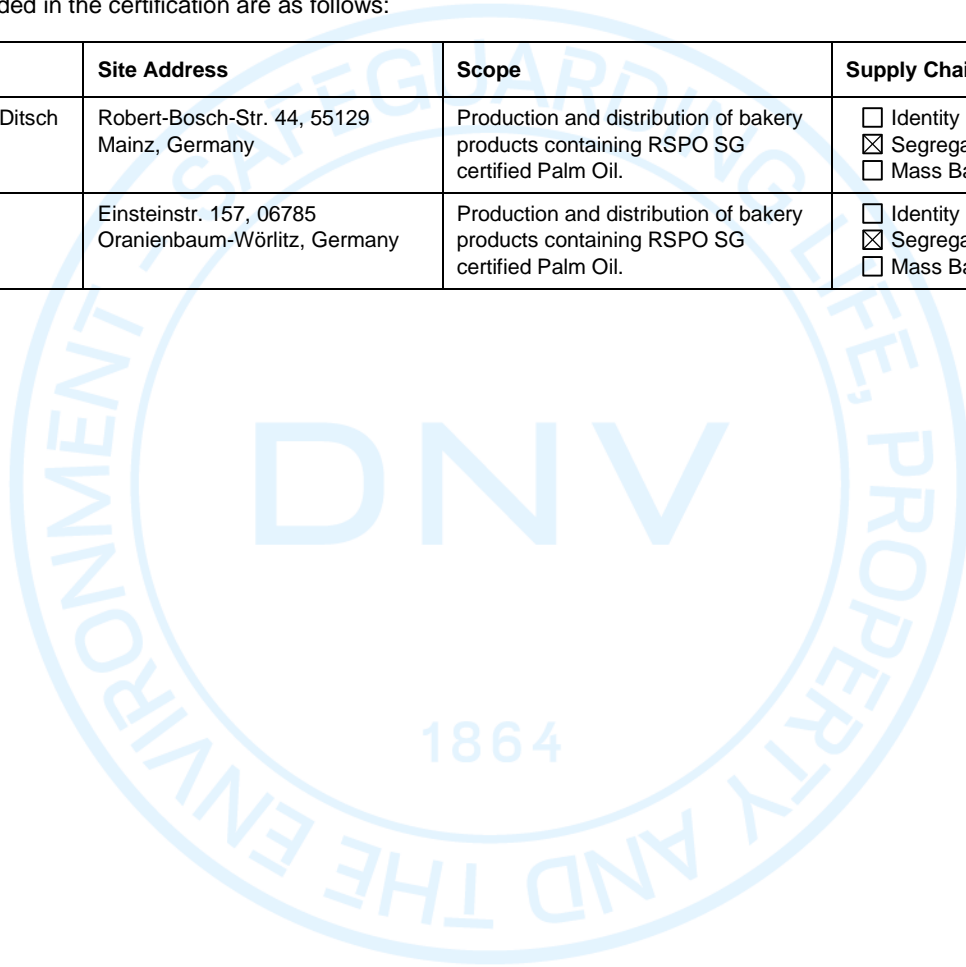 ded in the certification are as follows:
Site Address Scope Supply Chai
Ditsch Robert-Bosch-Str. 44, 55129 Production and distribution of bakery ☐ Identity
Mainz, Germany products containing RSPO SG ☒ Segrega
certified Palm Oil. ☐ Mass Ba
Einsteinstr. 157, 06785 Production and distribution of bakery ☐ Identity
Oranienbaum-Wörlitz, Germany products containing RSPO SG ☒ Segrega
certified Palm Oil. ☐ Mass Ba
SAFEGUARDING LIFE, PROPERTY AND THE ENVIRONMENT
DNV
1864